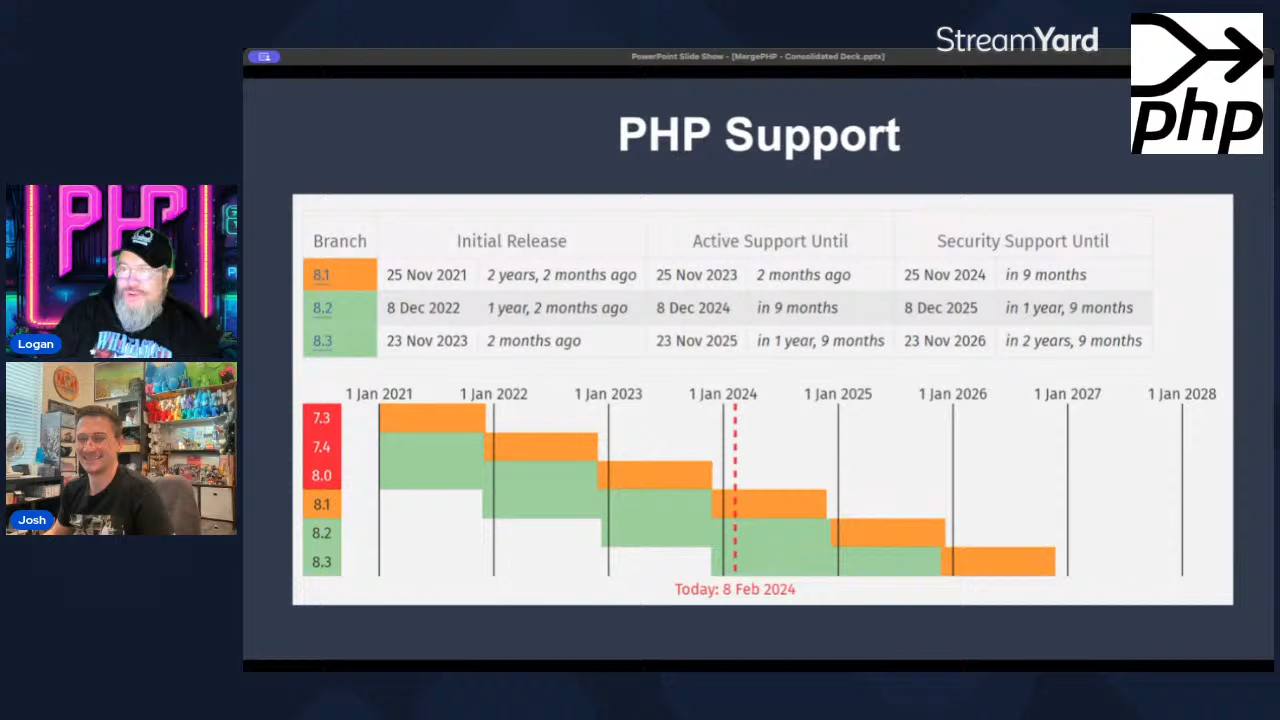 StreamYard
PowerPoint Slide Show - [MergePHP - Consolidated Deck.pptx]
php
PHP Support
PHP
Logan
Josh
Branch Initial Release Active Support Until Security Support Until
8.1 25 Nov 2021 2 years, 2 months ago 25 Nov 2023 2 months ago 25 Nov 2024 in 9 months
8.2 8 Dec 2022 1 year, 2 months ago 8 Dec 2024 in 9 months 8 Dec 2025 in 1 year, 9 months
8.3 23 Nov 2023 2 months ago 23 Nov 2025 in 1 year, 9 months 23 Nov 2026 in 2 years, 9 months
1 Jan 2021 1 Jan 2022 1 Jan 2023 1 Jan 2024 1 Jan 2025 1 Jan 2026 1 Jan 2027 1 Jan 2028
7.3
7.4
8.0
8.1
8.2
8.3
Today: 8 Feb 2024